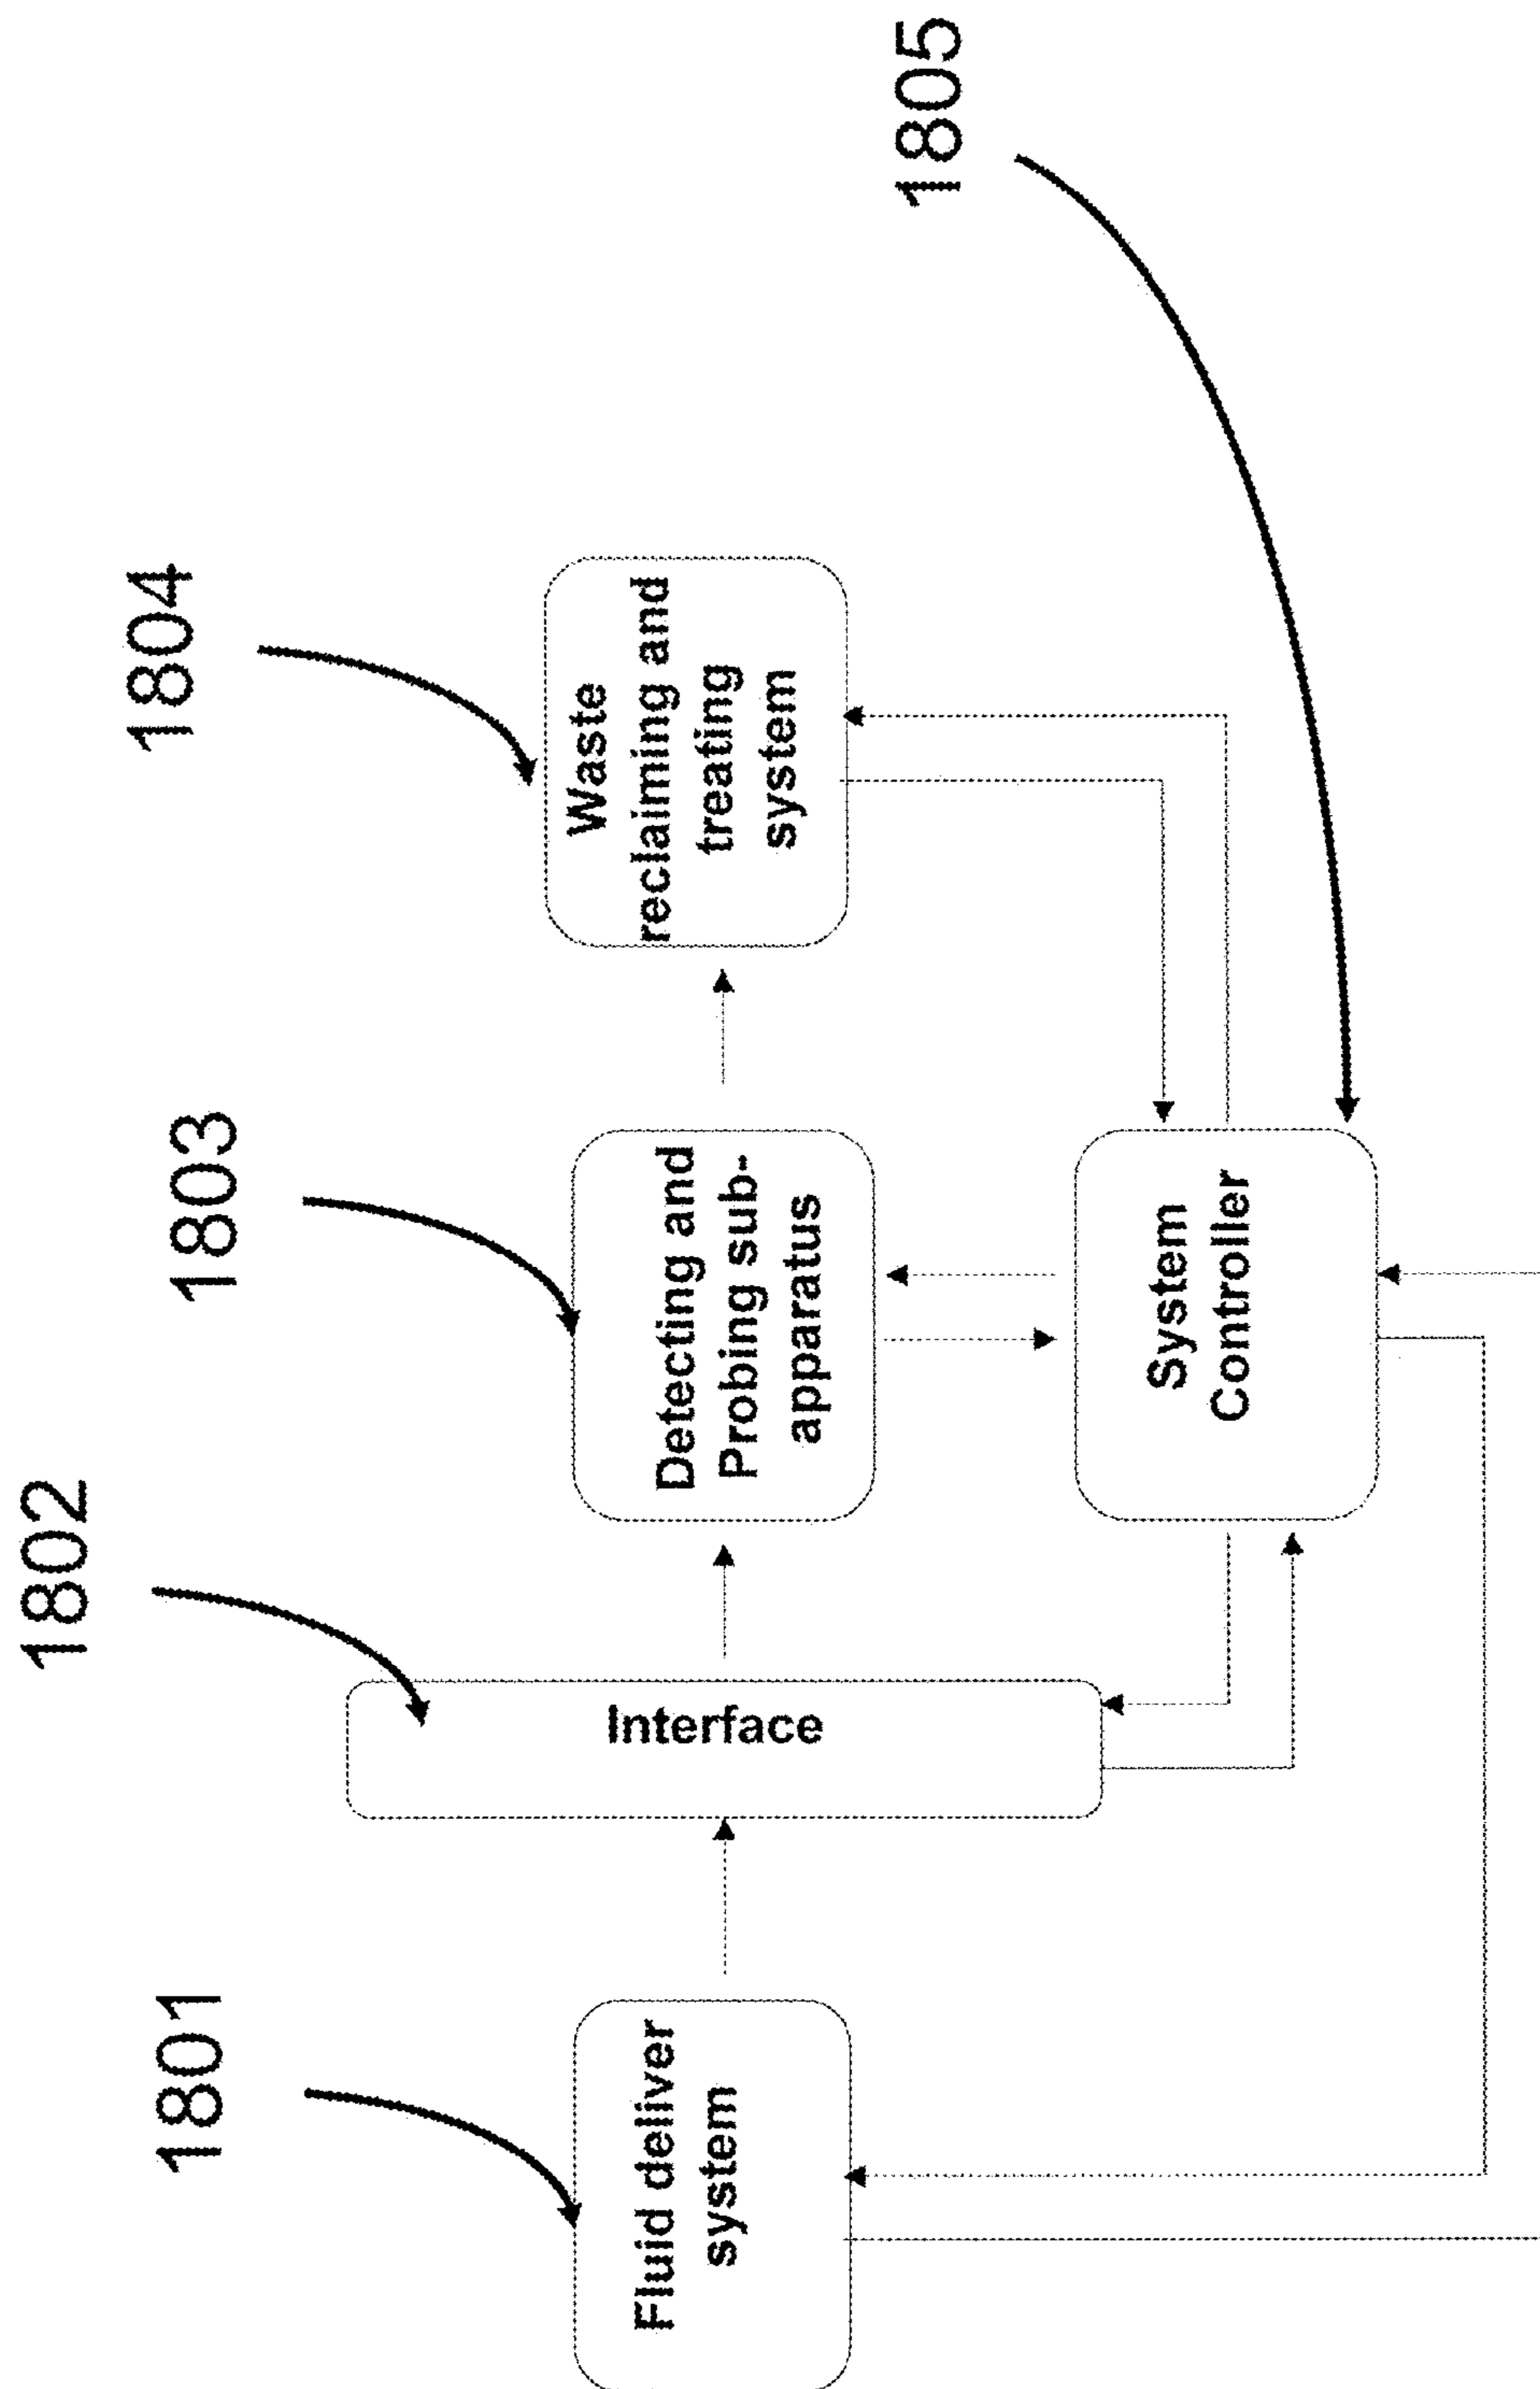 1801
1802
1803
1804
1805
Fluid deliver
system
Interface
Detecting and
Probing sub-
apparatus
Waste
reclaiming and
treating
system
System
Controller